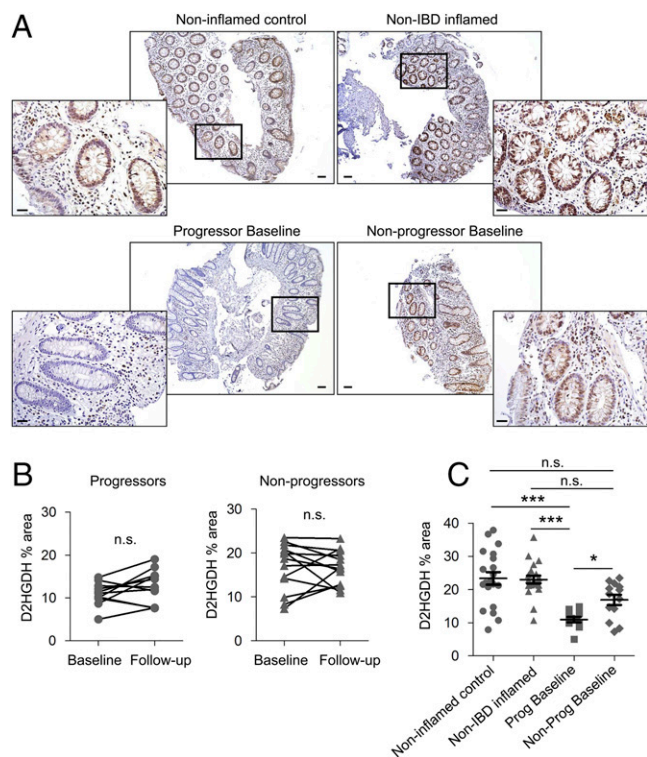 A
Non-inflamed control
Non-IBD inflamed
Progressor Baseline
Non-progressor Baseline
B
Progressors
Non-progressors
D2HGDH % area
30
20
10
0
n.s.
Baseline
Follow-up
D2HGDH % area
30
20
10
0
n.s.
Baseline
Follow-up
C
n.s.
n.s.
***
***
*
D2HGDH % area
40
30
20
10
0
Non-inflamed control
Non-IBD inflamed
Prog Baseline
Non-Prog Baseline